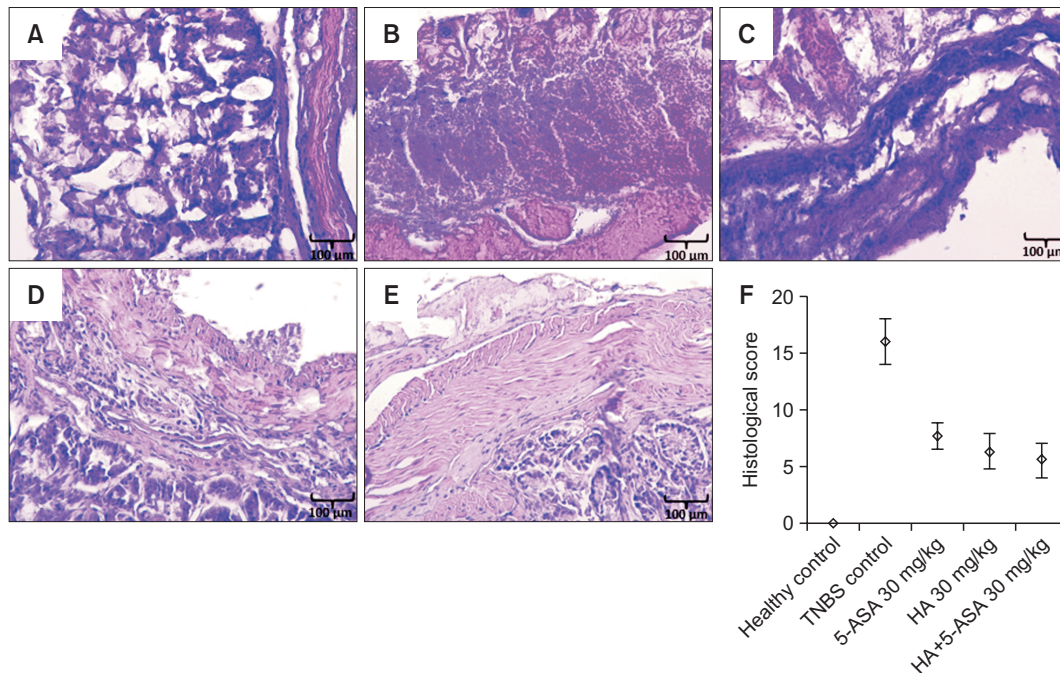 A
B
C
100 µm
100 µm
100 µm
D
E
F
100 µm
100 µm
Histological score
20
15
10
5
0
Healthy control
TNBS control
5-ASA 30 mg/kg
HA 30 mg/kg
HA+5-ASA 30 mg/kg